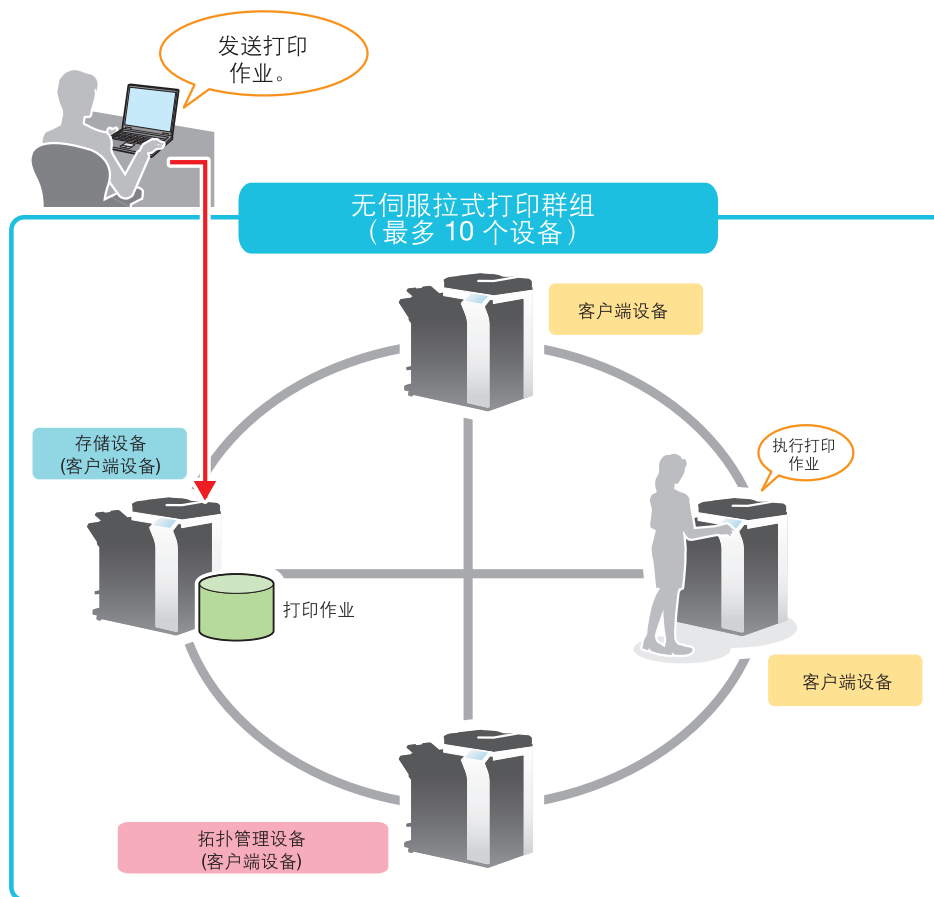 发送打印
作业。
无伺服拉式打印群组
（最多 10 个设备）
客户端设备
存储设备
(客户端设备)
执行打印
作业
打印作业
客户端设备
拓扑管理设备
(客户端设备)